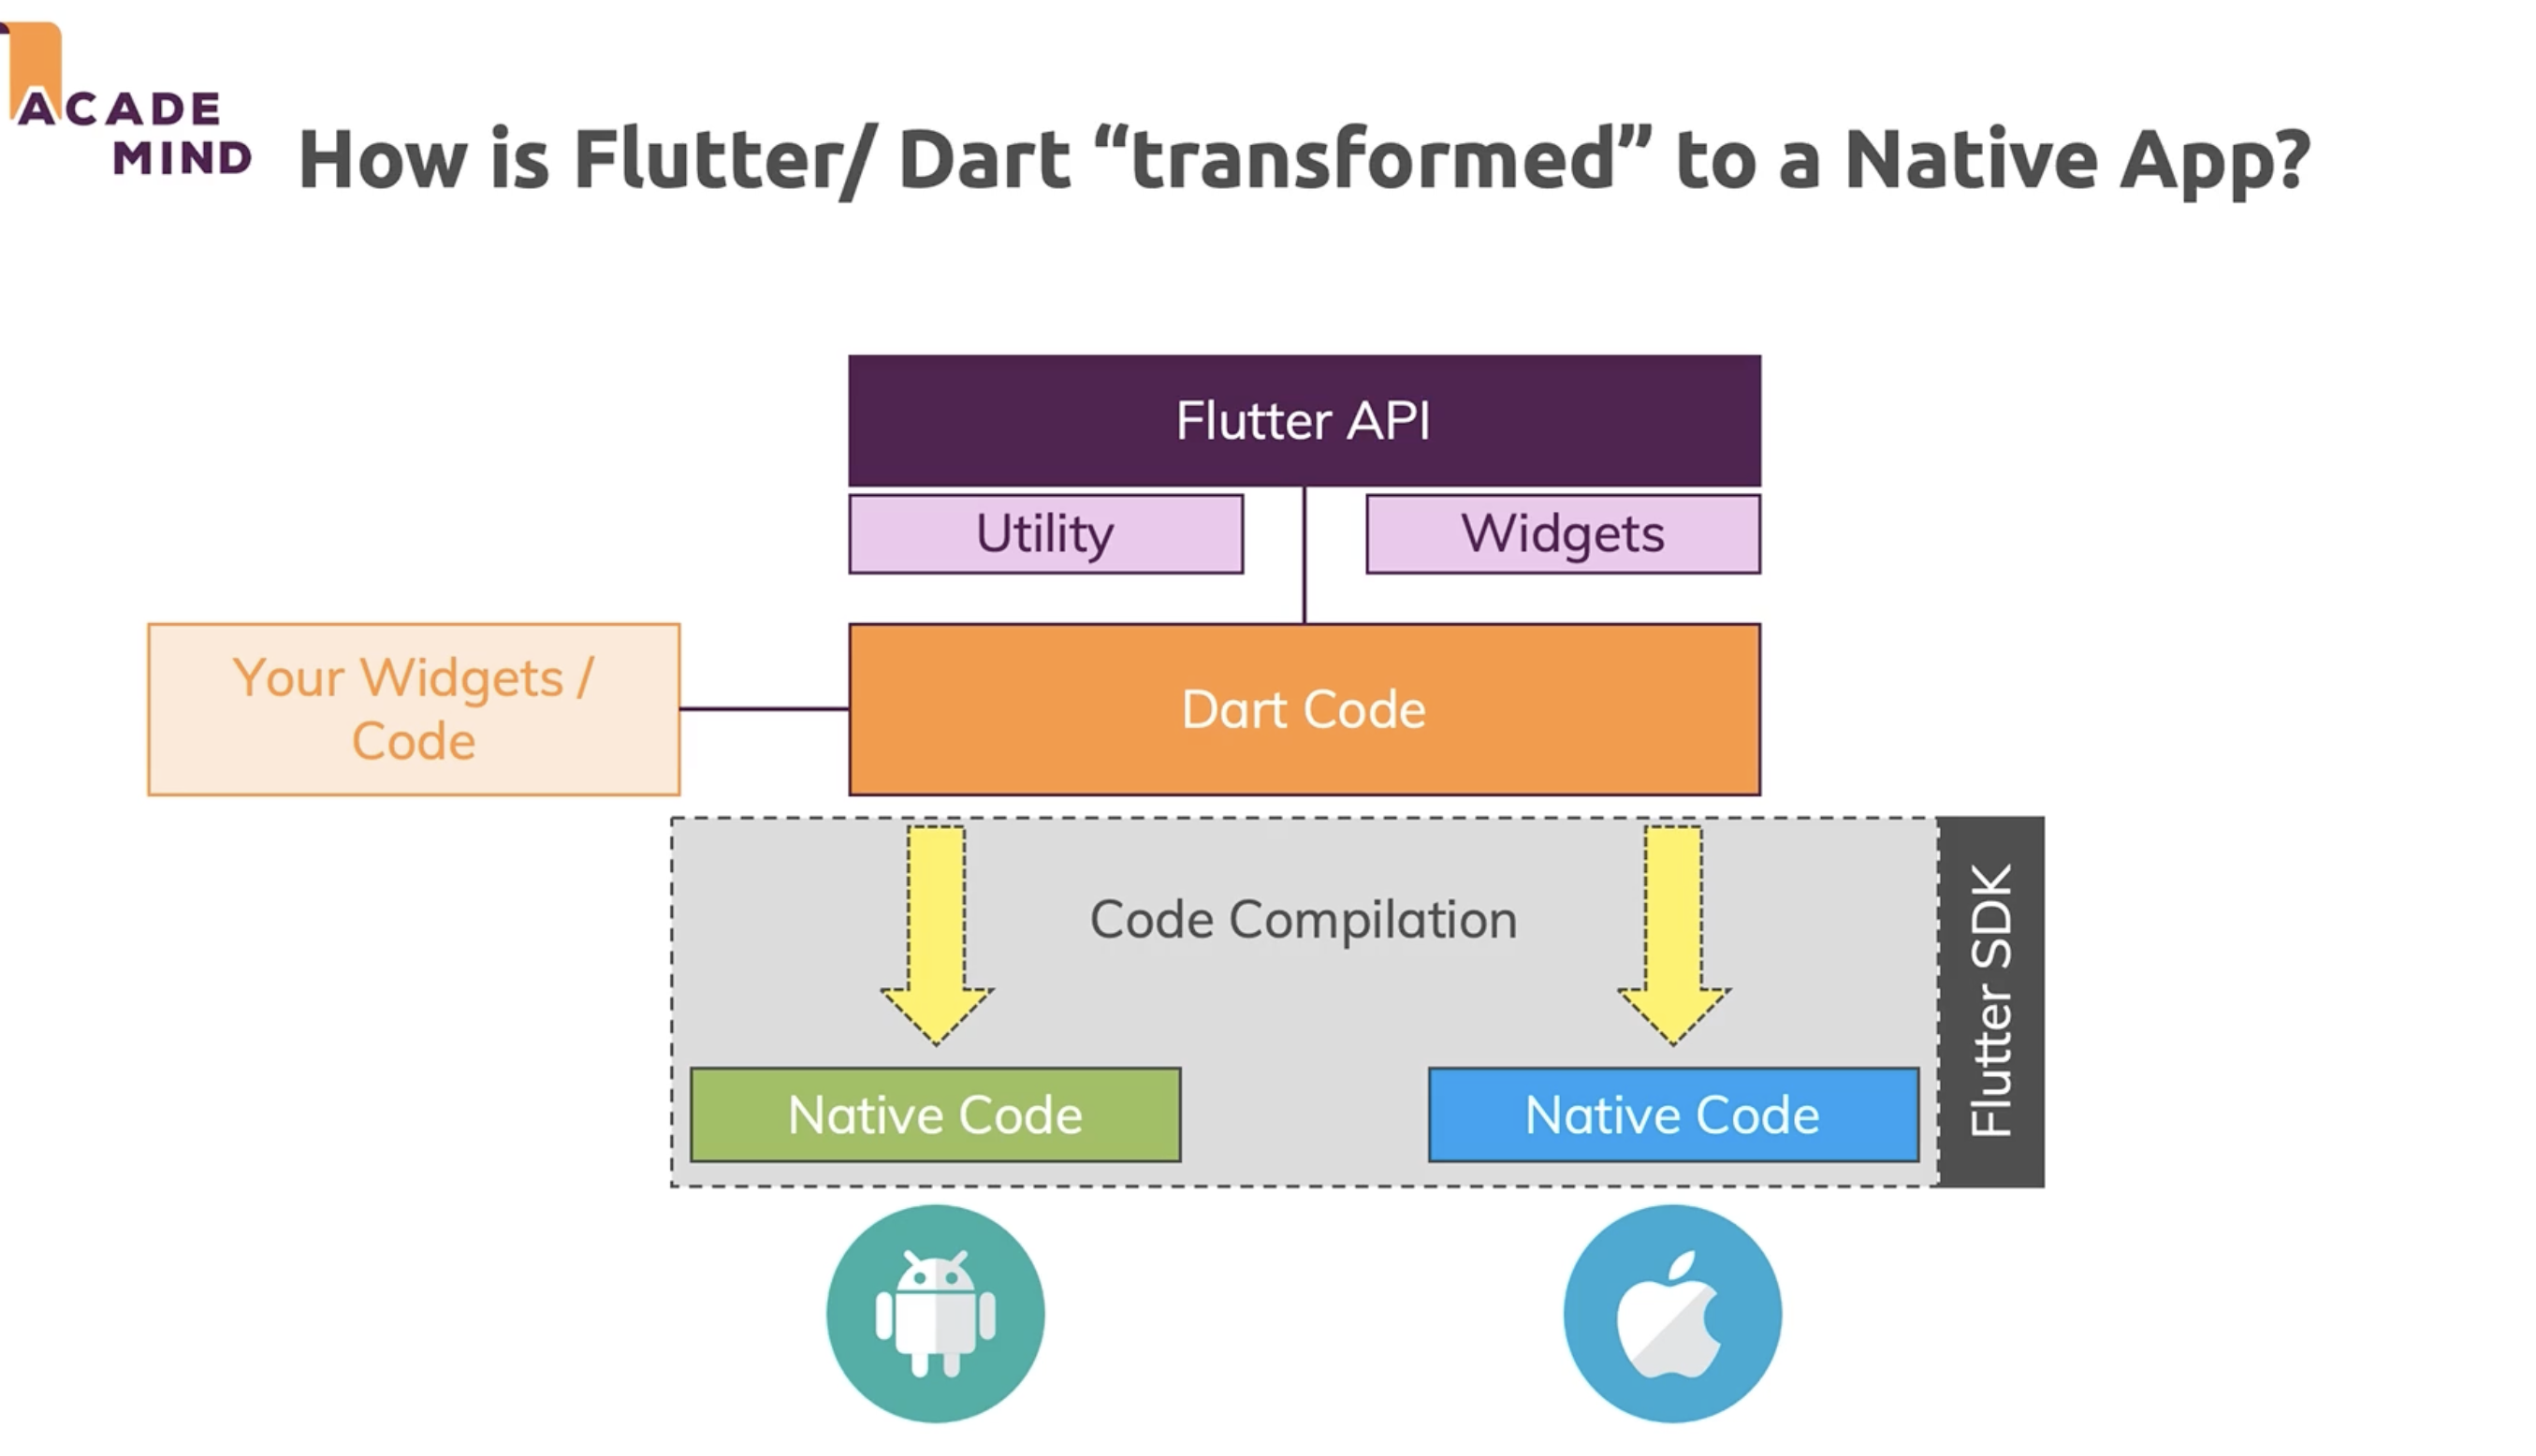 ACADE
MIND
How is Flutter/ Dart “transformed” to a Native App?
Flutter API
Utility
Widgets
Your Widgets /
Code
Dart Code
Code Compilation
Flutter SDK
Native Code
Native Code